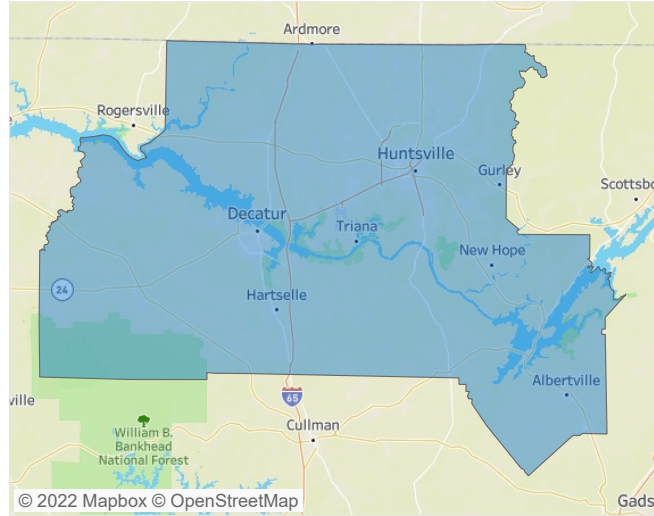 Ardmore
Rogersville
Huntsville
Gurley
Scottsbo
Decatur
Triana
New Hope
24
Hartselle
Albertville
65
ville
Cullman
William B.
Bankhead
National Forest
© 2022 Mapbox © OpenStreetMap
Gads